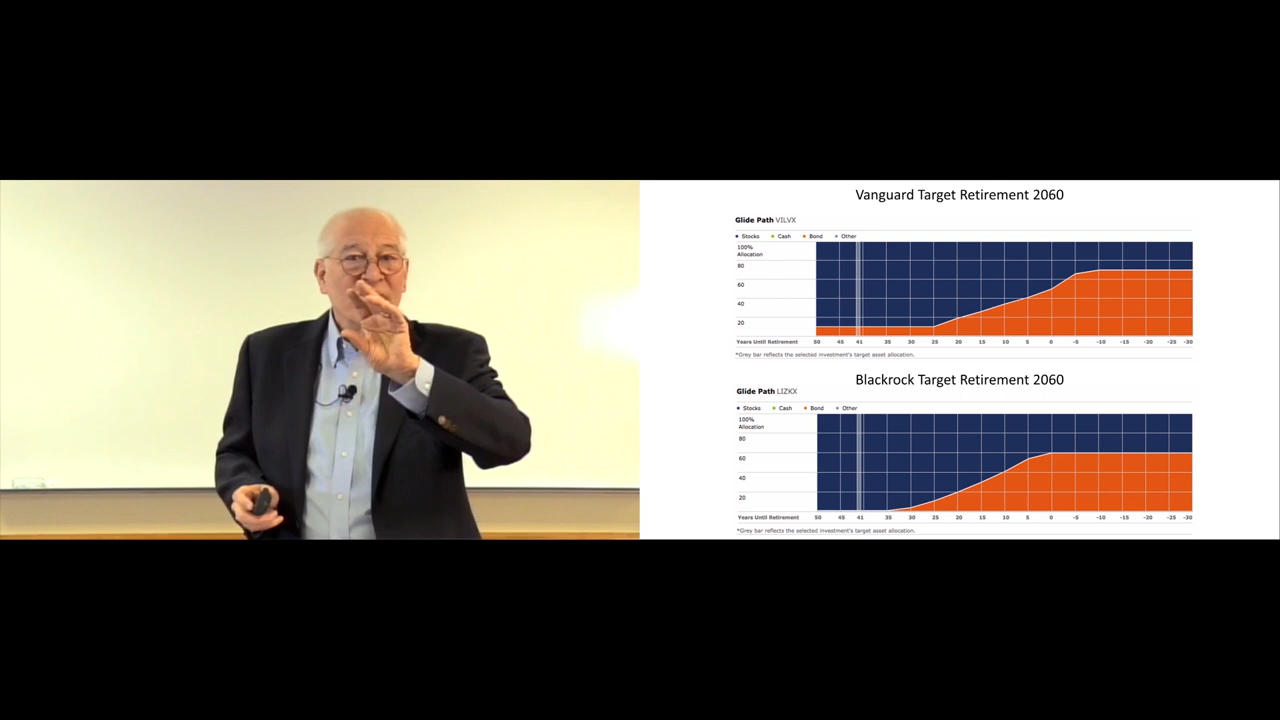 Vanguard Target Retirement 2060
Glide Path VILVX
Stocks Cash Bond Other
100%
Allocation
80
60
40
20
Years Until Retirement 50 45 41 35 30 25 20 15 10 5 0 -5 -10 -15 -20 -25 -30
*Grey bar reflects the selected investment's target asset allocation.
Blackrock Target Retirement 2060
Glide Path LIZKX
Stocks Cash Bond Other
100%
Allocation
80
60
40
20
Years Until Retirement 50 45 41 35 30 25 20 15 10 5 0 -5 -10 -15 -20 -25 -30
*Grey bar reflects the selected investment's target asset allocation.